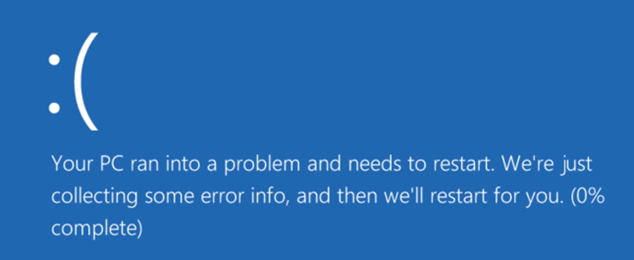 :(
Your PC ran into a problem and needs to restart. We're just
collecting some error info, and then we'll restart for you. (0%
complete)